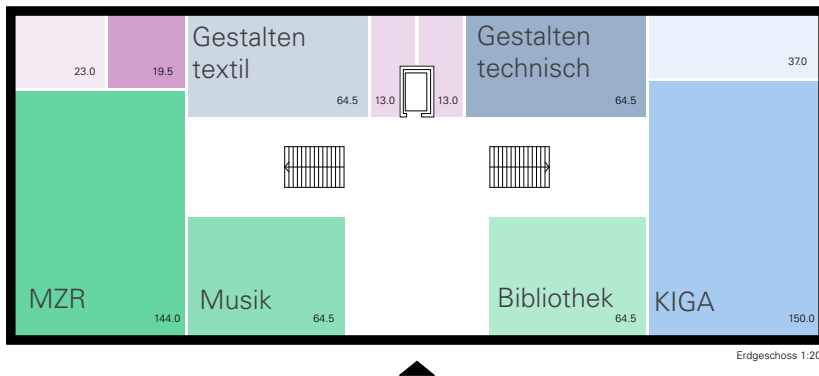 23.0
19.5
Gestalten
textil
64.5
13.0
13.0
Gestalten
technisch
64.5
37.0
MZR
144.0
Musik
64.5
Bibliothek
64.5
KIGA
150.0
Erdgeschoss 1:20